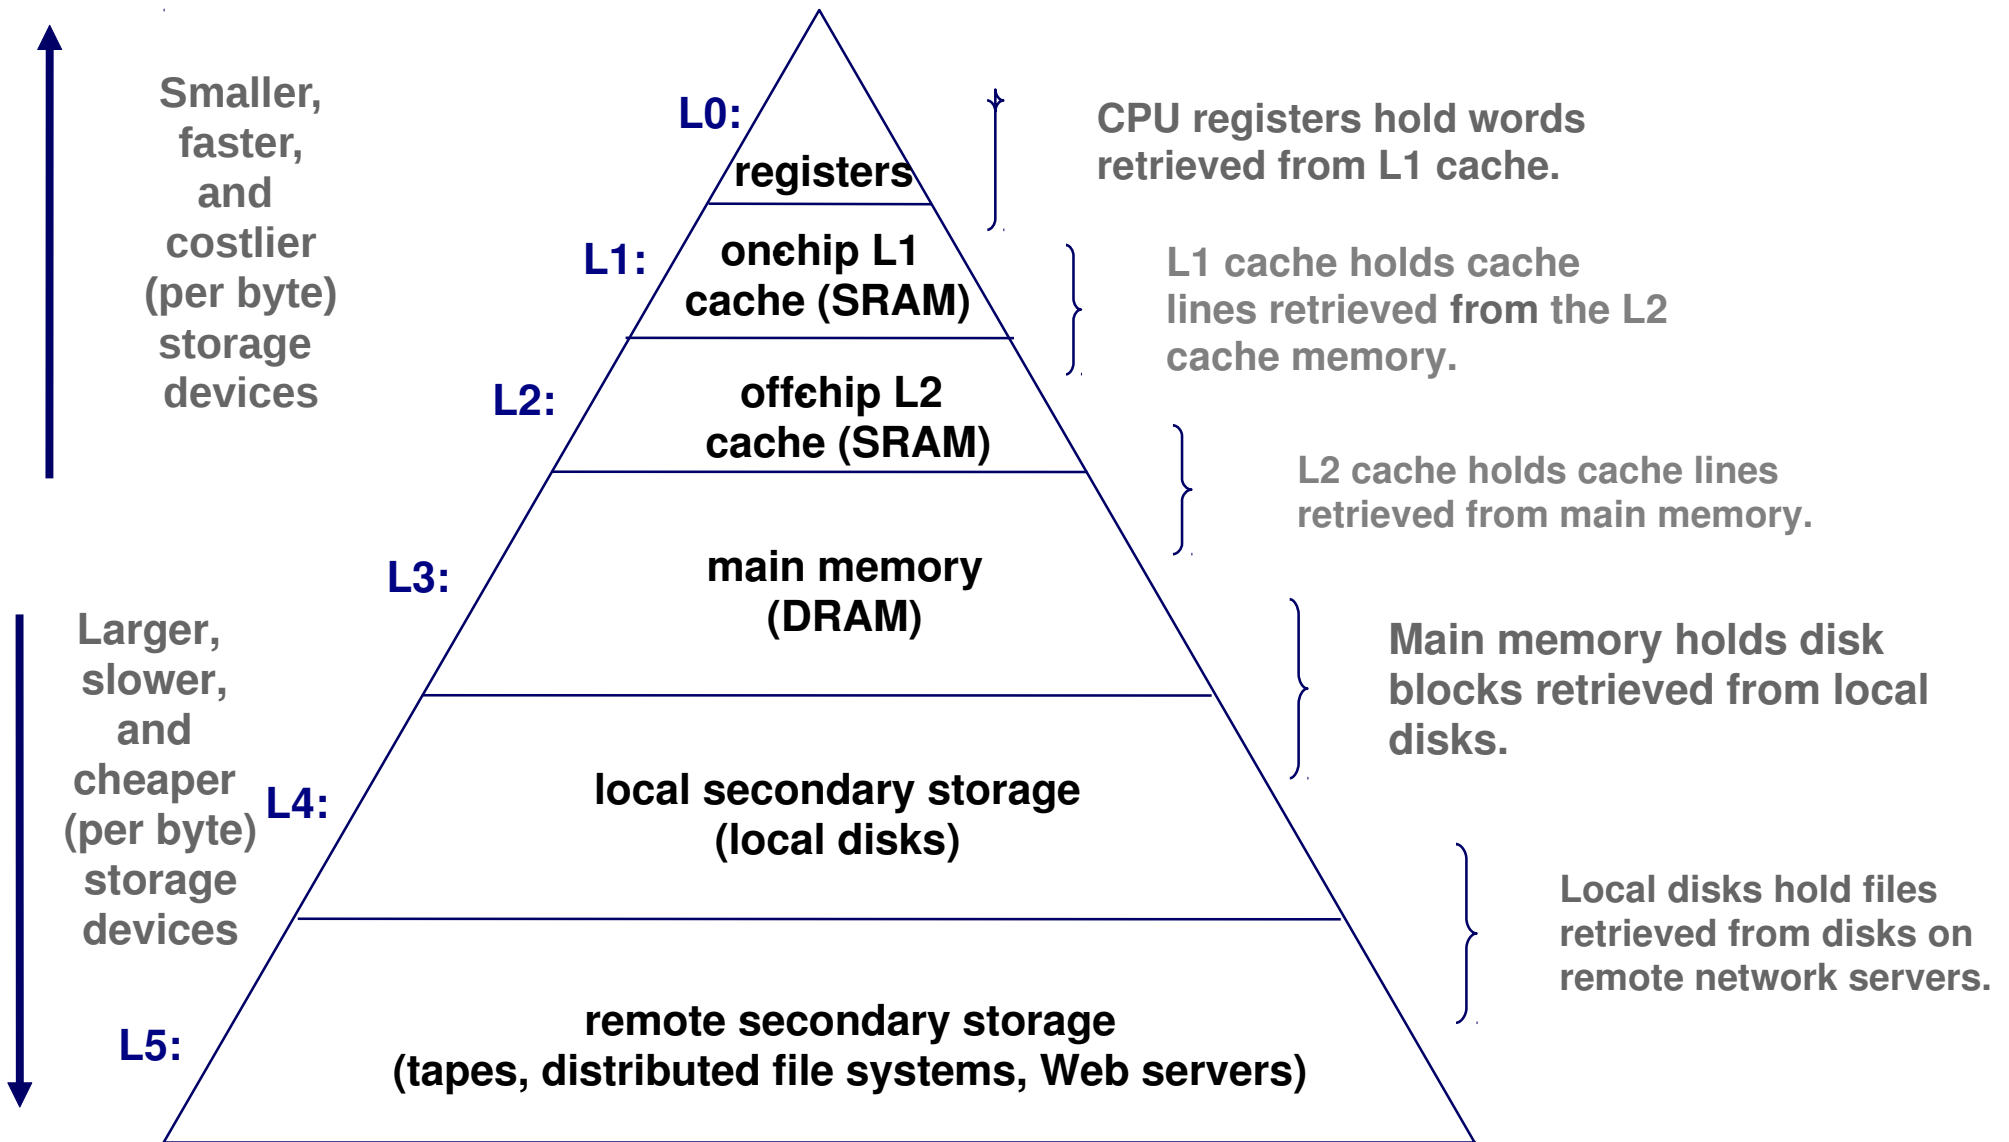 Smaller,
faster,
and
costlier
(per byte)
storage
devices
Larger,
slower,
and
cheaper
(per byte)
storage
devices
L0:
registers
CPU registers hold words
retrieved from L1 cache.
L1:
on-chip L1
cache (SRAM)
L1 cache holds cache
lines retrieved from the L2
cache memory.
L2:
off-chip L2
cache (SRAM)
L2 cache holds cache lines
retrieved from main memory.
L3:
main memory
(DRAM)
Main memory holds disk
blocks retrieved from local
disks.
L4:
local secondary storage
(local disks)
Local disks hold files
retrieved from disks on
remote network servers.
L5:
remote secondary storage
(tapes, distributed file systems, Web servers)